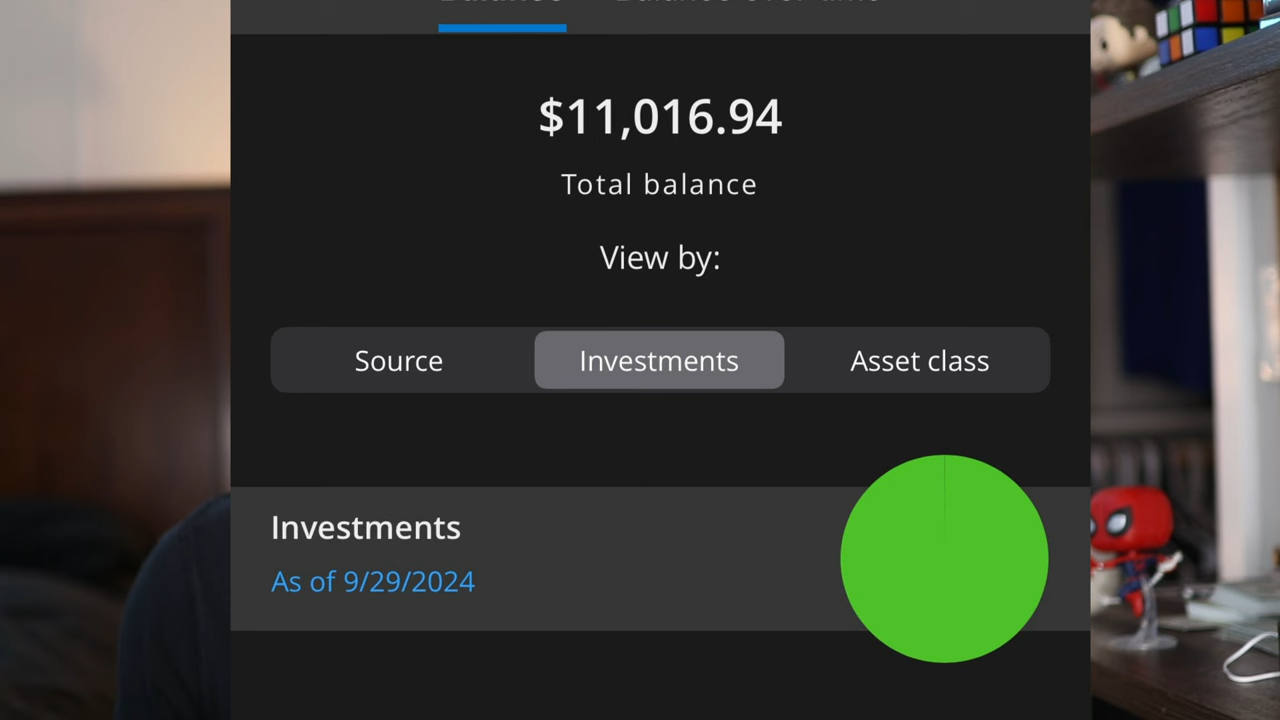 $11,016.94
Total balance
View by:
Source Investments Asset class
Investments
As of 9/29/2024